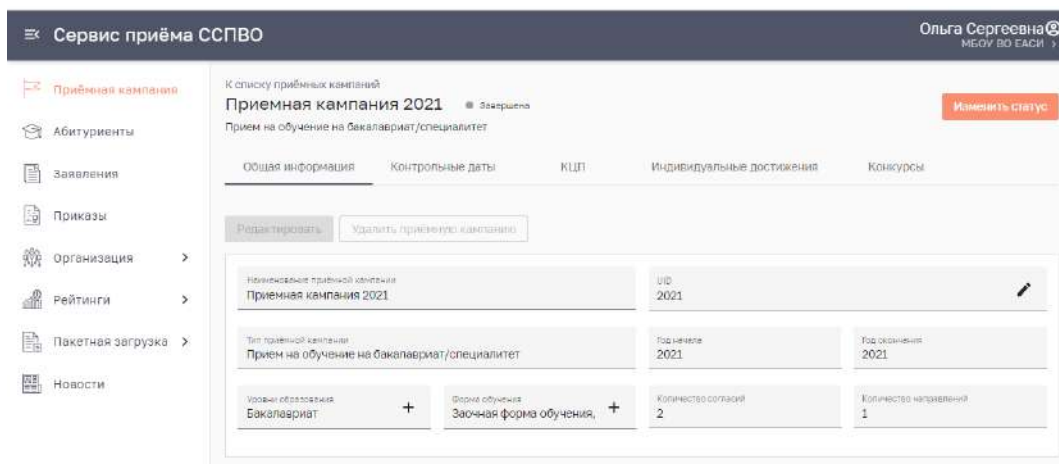 Сервис приёма ССПВО
Ольга Сергеевна
МБОУ ВО ЕАСИ
Приёмная кампания
Абитуриенты
Заявления
Приказы
Организация
Рейтинги
Пакетная загрузка
Новости
К списку приёмных кампаний
Приемная кампания 2021
Завершена
Изменить статус
Прием на обучение на бакалавриат/специалитет
Общая информация
Контрольные даты
КЦП
Индивидуальные достижения
Конкурсы
Редактировать
Удалить приёмную кампанию
Наименование приёмной кампании
Приемная кампания 2021
UID
2021
Тип приёмной кампании
Прием на обучение на бакалавриат/специалитет
Год начала
2021
Год окончания
2021
Уровни образования
Бакалавриат
Форма обучения
Заочная форма обучения,
Количество согласий
2
Количество направлений
1